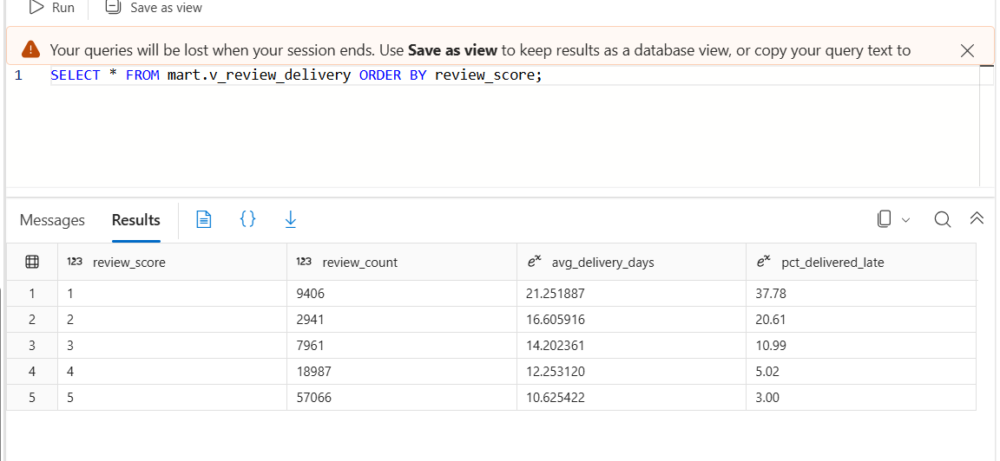 Run Save as view
Your queries will be lost when your session ends. Use Save as view to keep results as a database view, or copy your query text to
1 SELECT * FROM mart.v_review_delivery ORDER BY review_score;
Messages Results {}
123 review_score 123 review_count eˣ avg_delivery_days eˣ pct_delivered_late
1 1 9406 21.251887 37.78
2 2 2941 16.605916 20.61
3 3 7961 14.202361 10.99
4 4 18987 12.253120 5.02
5 5 57066 10.625422 3.00